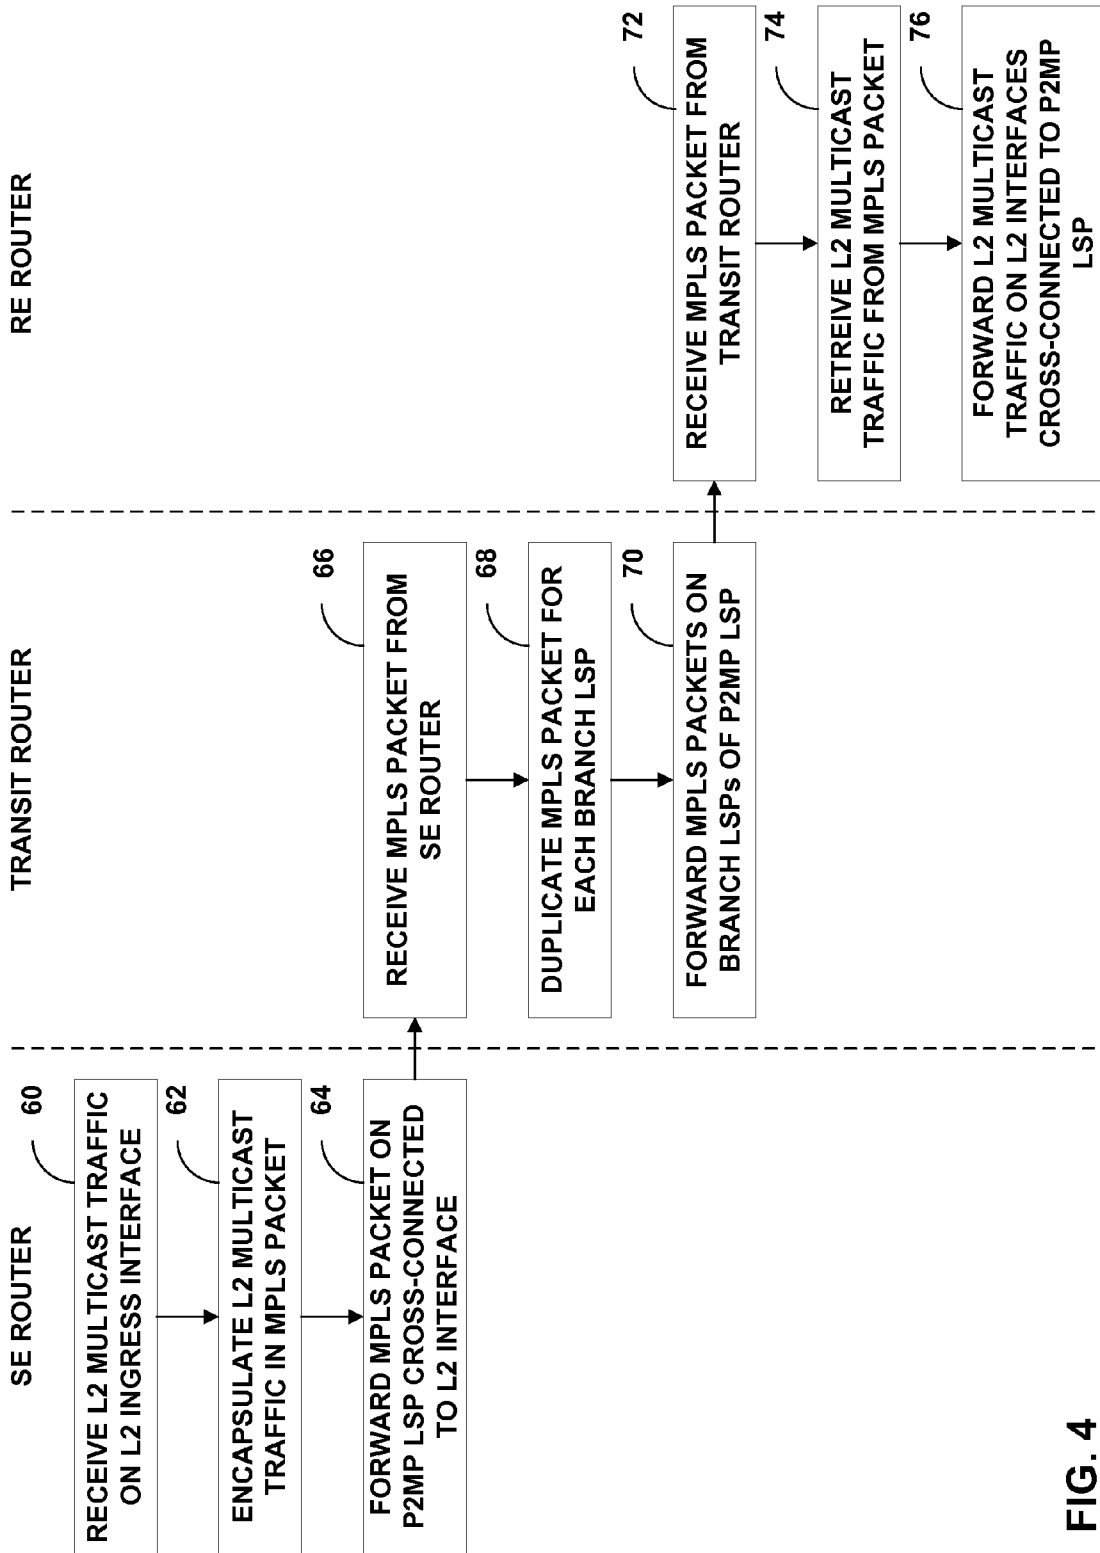 SE ROUTER
60
RECEIVE L2 MULTICAST TRAFFIC
ON L2 INGRESS INTERFACE
62
ENCAPSULATE L2 MULTICAST
TRAFFIC IN MPLS PACKET
64
FORWARD MPLS PACKET ON
P2MP LSP CROSS-CONNECTED
TO L2 INTERFACE
TRANSIT ROUTER
66
RECEIVE MPLS PACKET FROM
SE ROUTER
68
DUPLICATE MPLS PACKET FOR
EACH BRANCH LSP
70
FORWARD MPLS PACKETS ON
BRANCH LSPs OF P2MP LSP
RE ROUTER
72
RECEIVE MPLS PACKET FROM
TRANSIT ROUTER
74
RETREIVE L2 MULTICAST
TRAFFIC FROM MPLS PACKET
76
FORWARD L2 MULTICAST
TRAFFIC ON L2 INTERFACES
CROSS-CONNECTED TO P2MP
LSP
FIG. 4